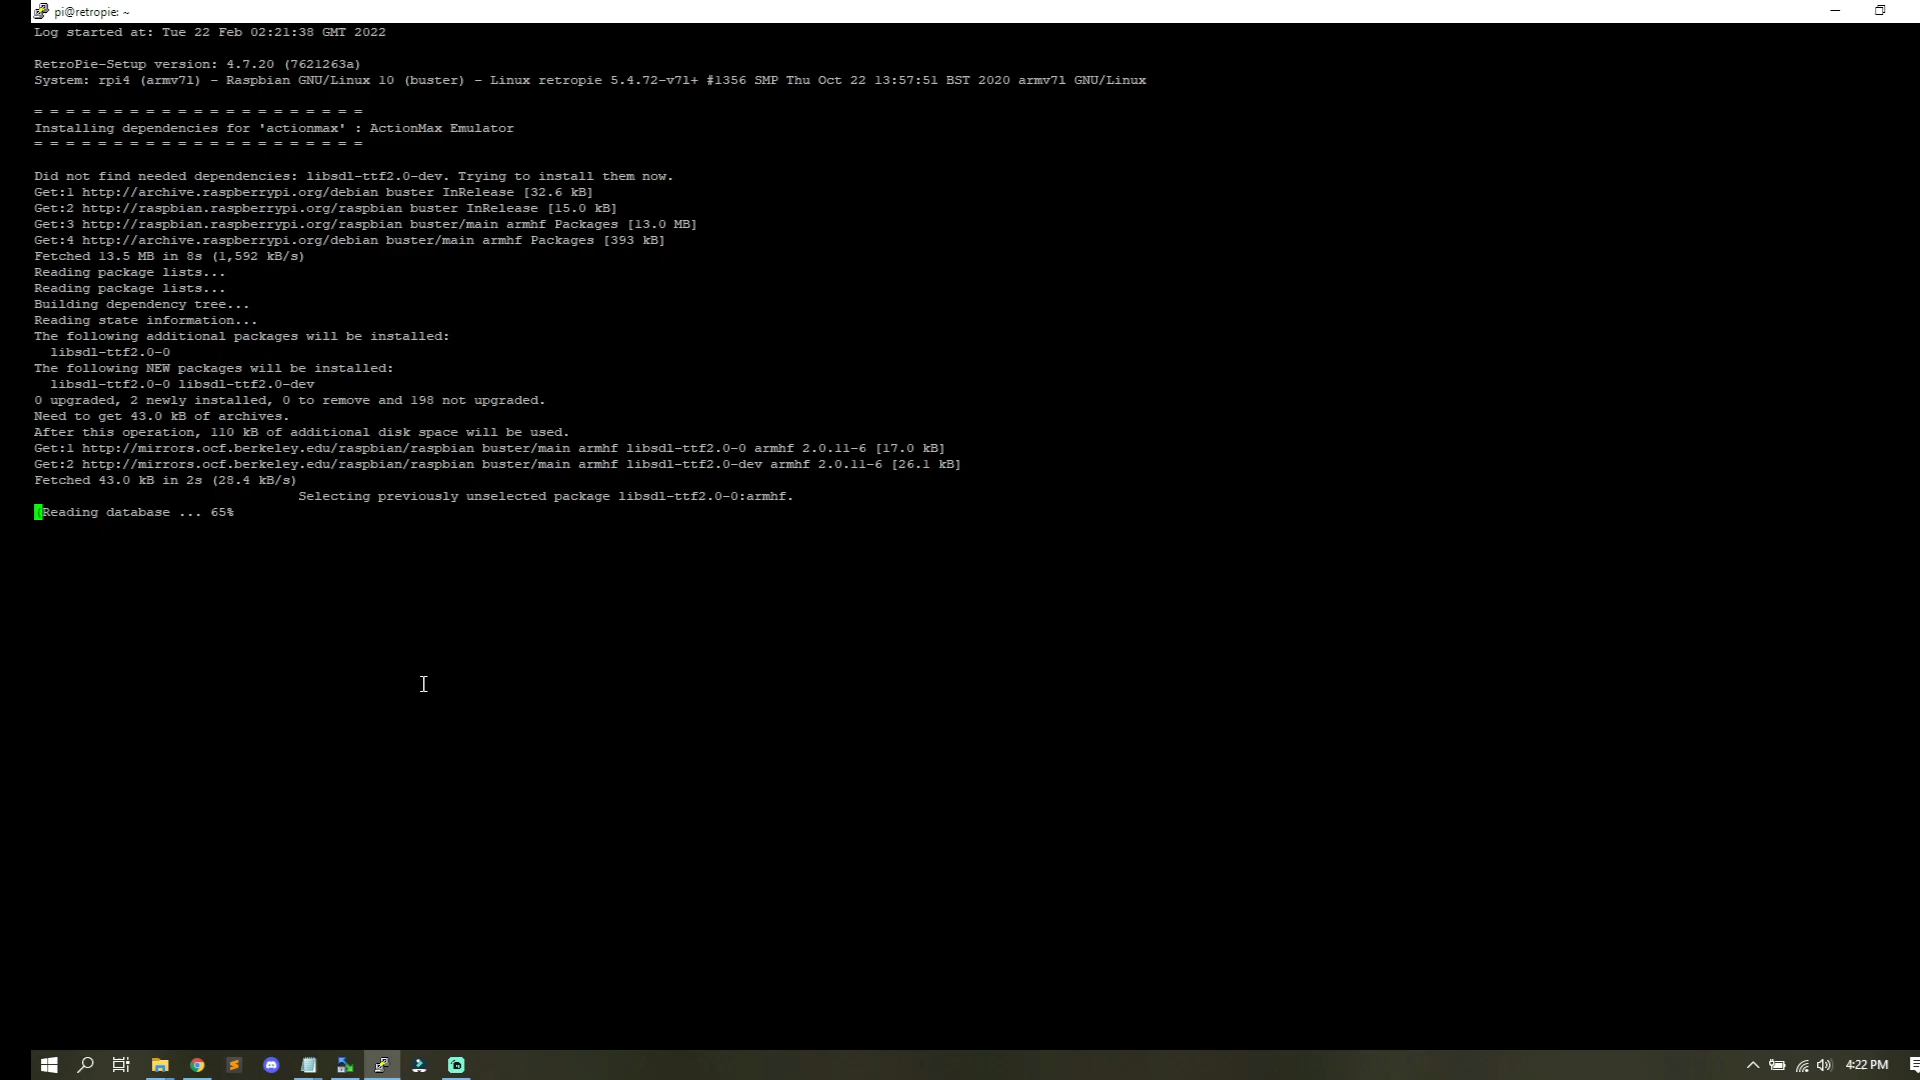 pi@retropie: ~
Log started at: Tue 22 Feb 02:21:38 GMT 2022
RetroPie-Setup version: 4.7.20 (7621263a)
System: rpi4 (armv7l) - Raspbian GNU/Linux 10 (buster) - Linux retropie 5.4.72-v7l+ #1356 SMP Thu Oct 22 13:57:51 BST 2020 armv7l GNU/Linux
= = = = = = = = = = = = = = = = = = = = =
Installing dependencies for 'actionmax' : ActionMax Emulator
= = = = = = = = = = = = = = = = = = = = =
Did not find needed dependencies: libsdl-ttf2.0-dev. Trying to install them now.
Get:1 http://archive.raspberrypi.org/debian buster InRelease [32.6 kB]
Get:2 http://raspbian.raspberrypi.org/raspbian buster InRelease [15.0 kB]
Get:3 http://raspbian.raspberrypi.org/raspbian buster/main armhf Packages [13.0 MB]
Get:4 http://archive.raspberrypi.org/debian buster/main armhf Packages [393 kB]
Fetched 13.5 MB in 8s (1,592 kB/s)
Reading package lists...
Reading package lists...
Building dependency tree...
Reading state information...
The following additional packages will be installed:
libsdl-ttf2.0-0
The following NEW packages will be installed:
libsdl-ttf2.0-0 libsdl-ttf2.0-dev
0 upgraded, 2 newly installed, 0 to remove and 198 not upgraded.
Need to get 43.0 kB of archives.
After this operation, 110 kB of additional disk space will be used.
Get:1 http://mirrors.ocf.berkeley.edu/raspbian/raspbian buster/main armhf libsdl-ttf2.0-0 armhf 2.0.11-6 [17.0 kB]
Get:2 http://mirrors.ocf.berkeley.edu/raspbian/raspbian buster/main armhf libsdl-ttf2.0-dev armhf 2.0.11-6 [26.1 kB]
Fetched 43.0 kB in 2s (28.4 kB/s)
Selecting previously unselected package libsdl-ttf2.0-0:armhf.
(Reading database ... 65%
4:22 PM